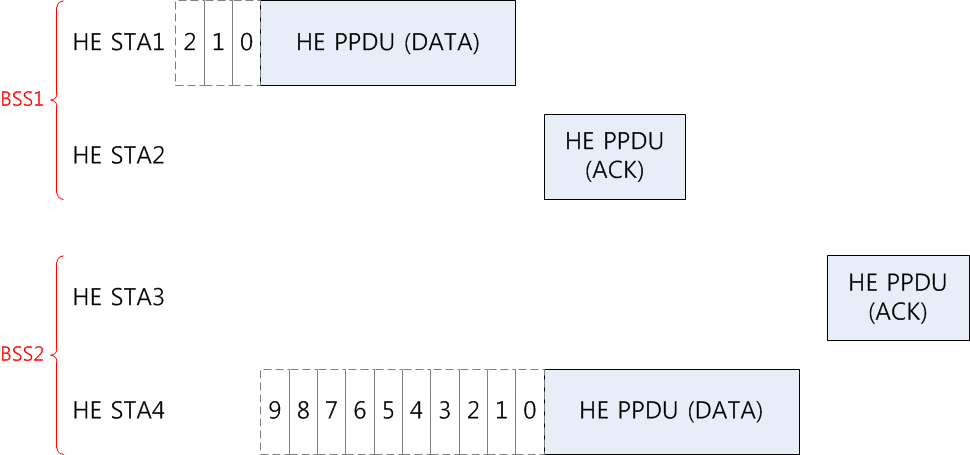 HE STA1 2 1 0 HE PPDU (DATA)
BSS1
HE STA2 HE PPDU
(ACK)
HE STA3 HE PPDU
(ACK)
BSS2
HE STA4 9 8 7 6 5 4 3 2 1 0 HE PPDU (DATA)